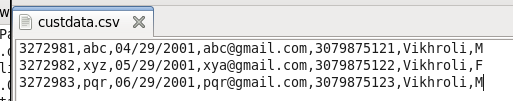 custdata.csv
3272981,abc,04/29/2001,abc@gmail.com,3079875121,Vikhroli,M
3272982,xyz,05/29/2001,xya@gmail.com,3079875122,Vikhroli,F
3272983,pqr,06/29/2001,pqr@gmail.com,3079875123,Vikhroli,M